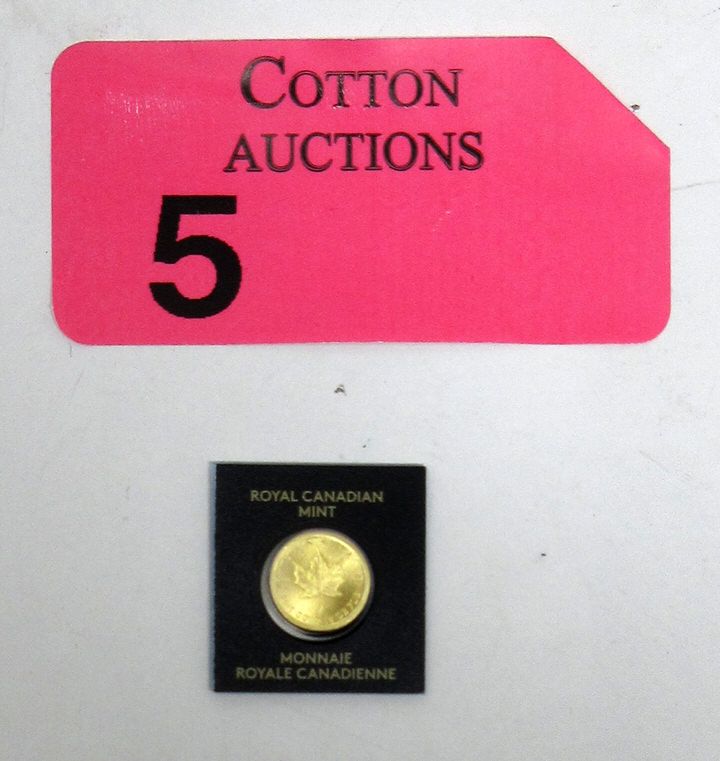 COTTON
AUCTIONS
5
ROYAL CANADIAN
MINT
MONNAIE
ROYALE CANADIENNE